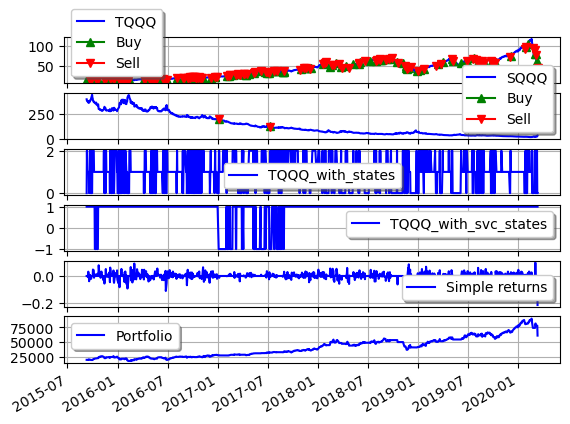 TQQQ
Buy
Sell
100
50
SQQQ
Buy
Sell
250
0
2
0
TQQQ_with_states
1
0
−1
TQQQ_with_svc_states
0.0
−0.2
Simple returns
75000
50000
25000
Portfolio
2015-07
2016-01
2016-07
2017-01
2017-07
2018-01
2018-07
2019-01
2019-07
2020-01